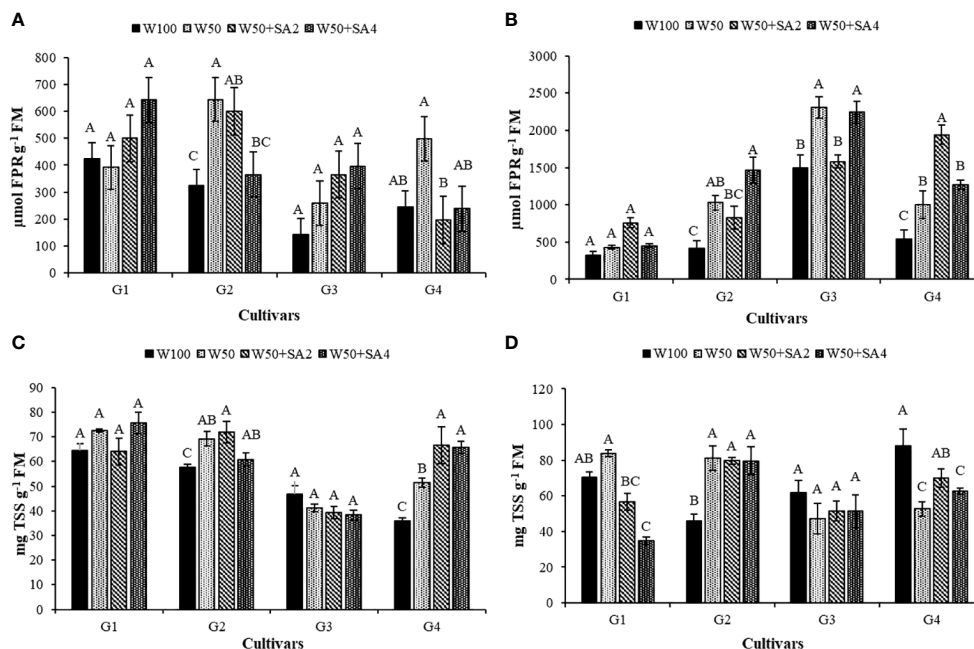 A
W100 W50 W50+SA2 W50+SA4
µmol FPR g-1 FM
800
700
600
500
400
300
200
100
0
A A A A
C A AB BC
A A A A
AB A B AB
G1 G2 G3 G4
Cultivars
B
W100 W50 W50+SA2 W50+SA4
µmol FPR g-1 FM
3000
2500
2000
1500
1000
500
0
A A A A
C AB BC A
B A B A
C B A B
G1 G2 G3 G4
Cultivars
C
W100 W50 W50+SA2 W50+SA4
mg TSS g-1 FM
90
80
70
60
50
40
30
20
10
0
A A A A
C AB A AB
A A A A
C B A A
G1 G2 G3 G4
Cultivars
D
W100 W50 W50+SA2 W50+SA4
mg TSS g-1 FM
120
100
80
60
40
20
0
AB A BC C
B A A A
A A A A
A C AB C
G1 G2 G3 G4
Cultivars